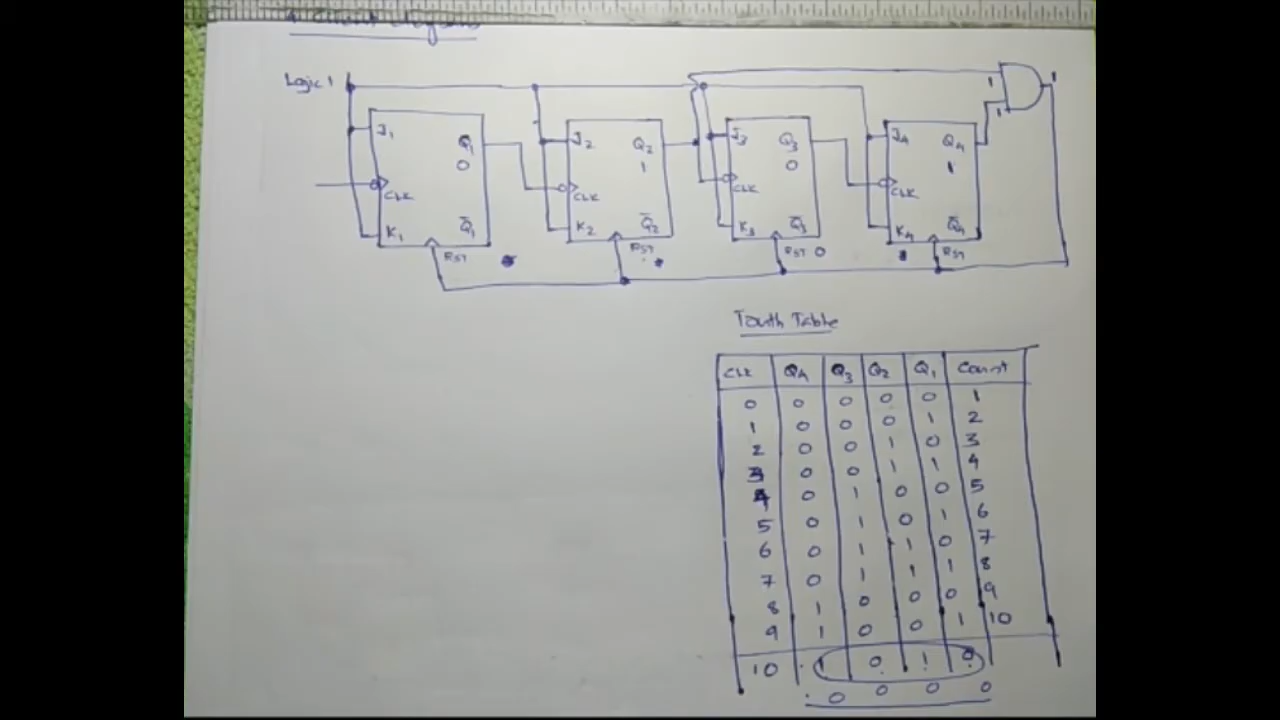 4. Circuit diagram
Logic 1
1
1
1
J1 Q1 J2 Q2 J3 Q3 J4 Q4
0 1 0 1
CLK CLK CLK CLK
K1 Q̅1 K2 Q̅2 K3 Q̅3 K4 Q̅4
RST RST RST 0 RST
Truth Table
CLK Q4 Q3 Q2 Q1 Count
0 0 0 0 0 1
1 0 0 0 1 2
2 0 0 1 0 3
3 0 0 1 1 4
4 0 1 0 0 5
5 0 1 0 1 6
6 0 1 1 0 7
7 0 1 1 1 8
8 1 0 0 0 9
9 1 0 0 1 10
10 1 0 1 0
0 0 0 0